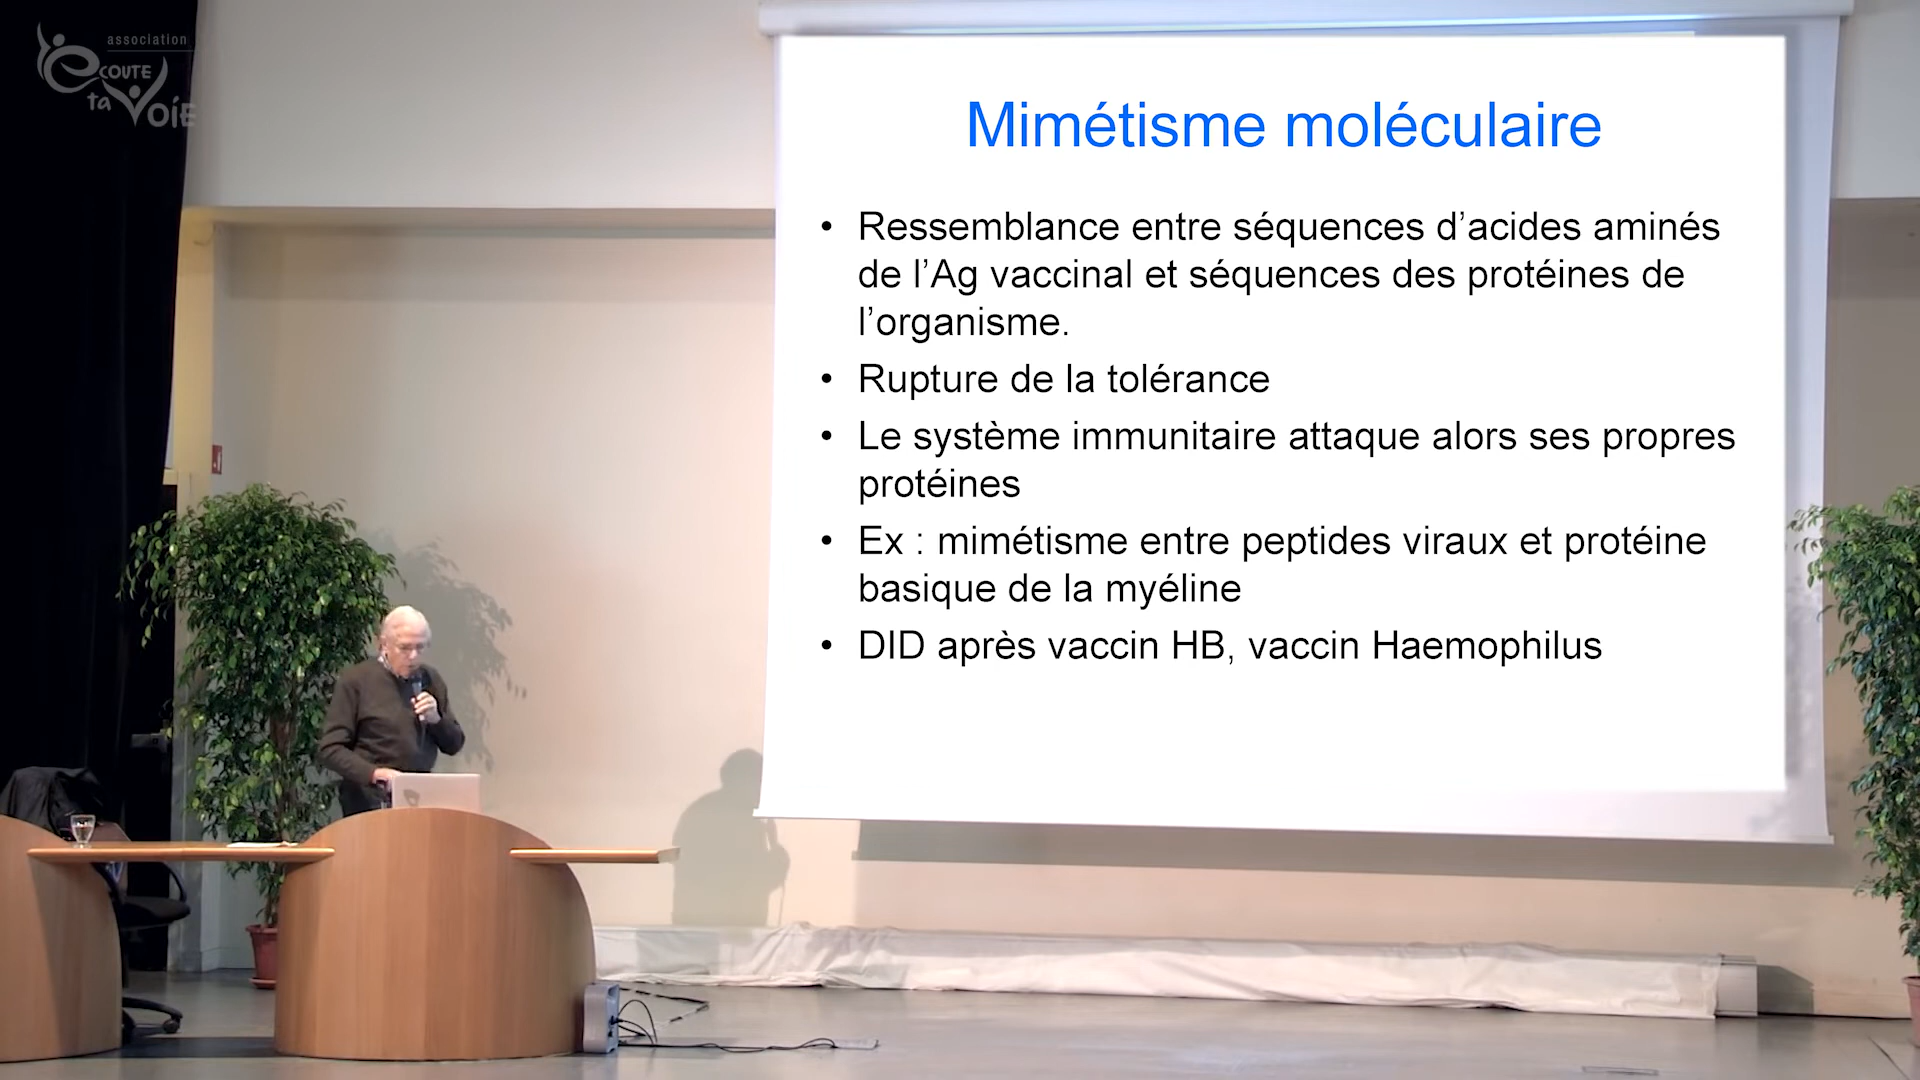 association
écoute
ta voie
Mimétisme moléculaire
• Ressemblance entre séquences d’acides aminés
de l’Ag vaccinal et séquences des protéines de
l’organisme.
• Rupture de la tolérance
• Le système immunitaire attaque alors ses propres
protéines
• Ex : mimétisme entre peptides viraux et protéine
basique de la myéline
• DID après vaccin HB, vaccin Haemophilus